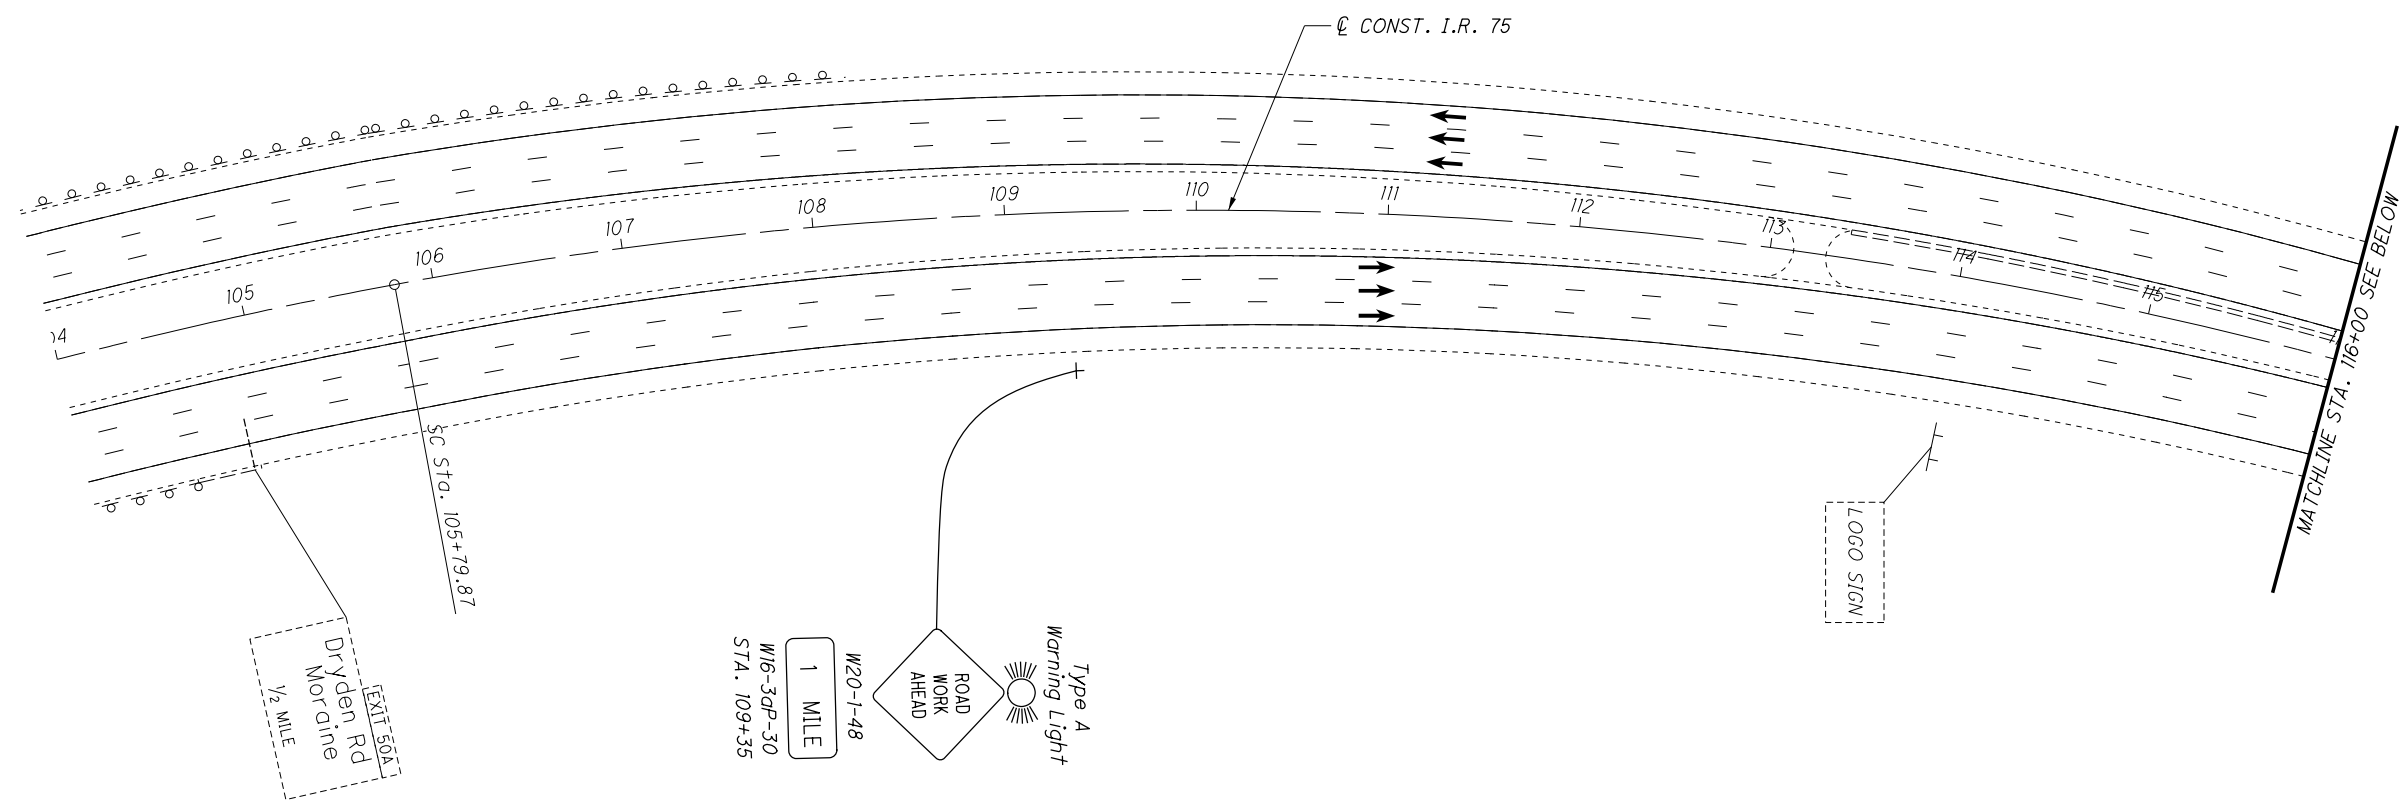 ℄ CONST. I.R. 75
04
105
106
107
108
109
110
111
112
113
114
115
MATCHLINE STA. 116+00 SEE BELOW
SC Sta. 105+79.87
EXIT 50A
Dryden Rd
Moraine
½ MILE
Type A
Warning Light
ROAD
WORK
AHEAD
W20-1-48
1 MILE
W16-3aP-30
STA. 109+35
LOGO SIGN